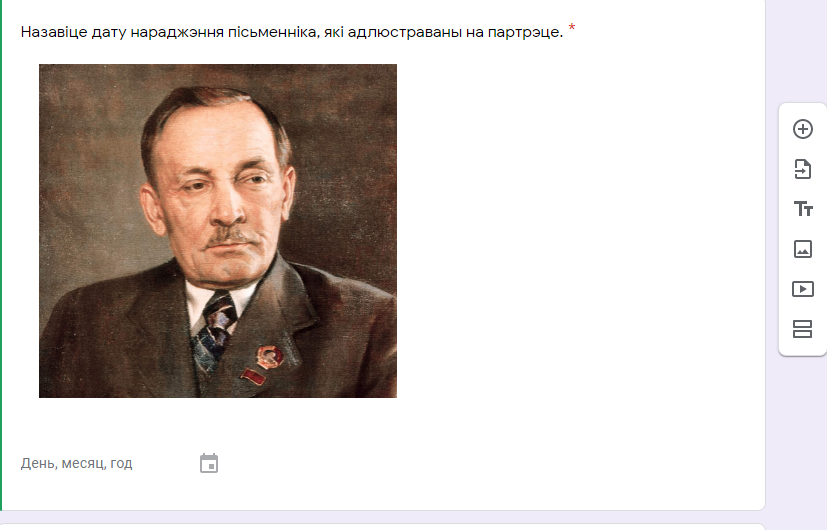 Назавіце дату нараджэння пісьменніка, які адлюстраваны на партрэце. *
День, месяц, год